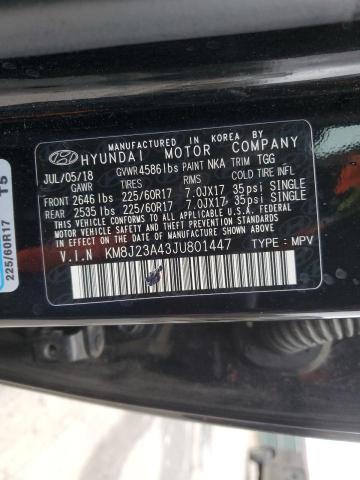 MANUFACTURED IN KOREA BY
HYUNDAI MOTOR COMPANY
JUL/05/18 GVWR4586lbs PAINT NKA TRIM TGG
GAWR TIRES RIMS COLD TIRE INFL
FRONT 2646 lbs 225/60R17 7.0JX17 35psi SINGLE
REAR 2535 lbs 225/60R17 7.0JX17 35psi SINGLE
THIS VEHICLE CONFORMS TO ALL APPLICABLE FEDERAL
MOTOR VEHICLE SAFETY, BUMPER, AND THEFT
PREVENTION STANDARDS IN EFFECT ON THE DATE OF
MANUFACTURE SHOWN ABOVE.
V.I.N KM8J23A43JU801447 TYPE : MPV
225/60R17